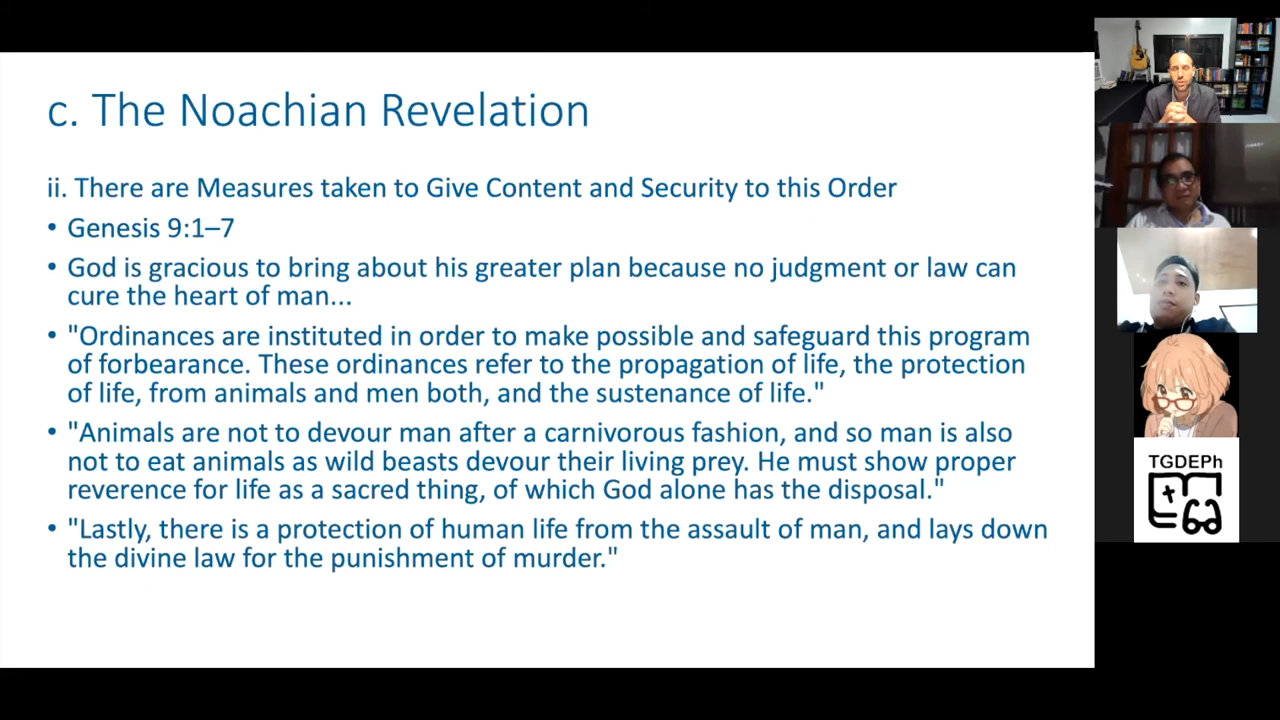 c. The Noachian Revelation
ii. There are Measures taken to Give Content and Security to this Order
• Genesis 9:1–7
• God is gracious to bring about his greater plan because no judgment or law can
cure the heart of man...
• "Ordinances are instituted in order to make possible and safeguard this program
of forbearance. These ordinances refer to the propagation of life, the protection
of life, from animals and men both, and the sustenance of life."
• "Animals are not to devour man after a carnivorous fashion, and so man is also
not to eat animals as wild beasts devour their living prey. He must show proper
reverence for life as a sacred thing, of which God alone has the disposal."
• "Lastly, there is a protection of human life from the assault of man, and lays down
the divine law for the punishment of murder."
TGDEPh